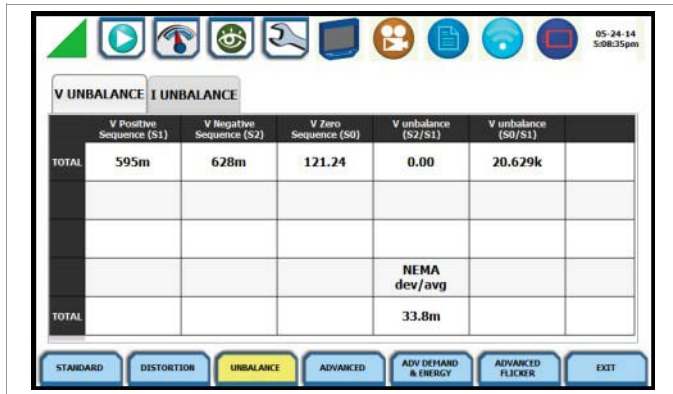 05-24-14
5:08:35pm
V UNBALANCE I UNBALANCE
V Positive Sequence (S1) V Negative Sequence (S2) V Zero Sequence (S0) V unbalance (S2/S1) V unbalance (S0/S1)
TOTAL 595m 628m 121.24 0.00 20.629k
NEMA
dev/avg
TOTAL 33.8m
STANDARD DISTORTION UNBALANCE ADVANCED ADV DEMAND & ENERGY ADVANCED FLICKER EXIT